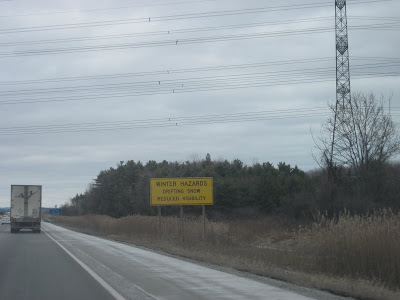 WINTER HAZARDS
DRIFTING SNOW
REDUCED VISIBILITY